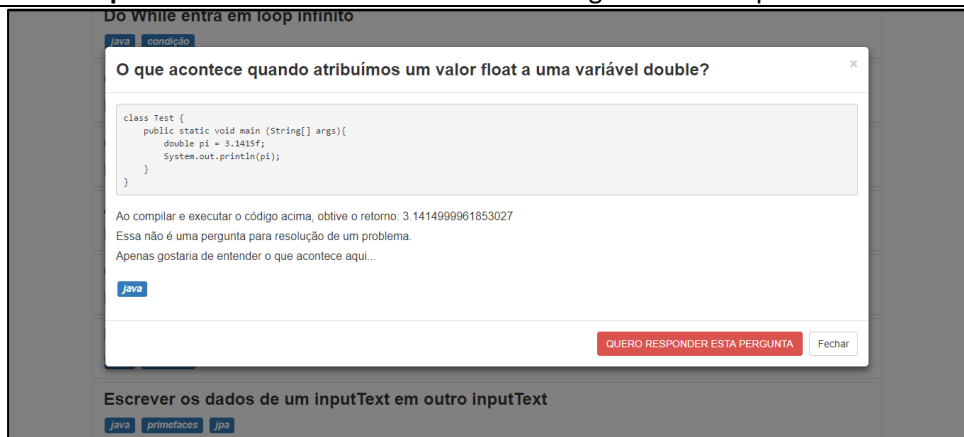 Do While entra em loop infinito
java condição
O que acontece quando atribuímos um valor float a uma variável double? ×
class Test {
    public static void main (String[] args){
        double pi = 3.1415f;
        System.out.println(pi);
    }
}
Ao compilar e executar o código acima, obtive o retorno: 3.1414999961853027
Essa não é uma pergunta para resolução de um problema.
Apenas gostaria de entender o que acontece aqui...
java
QUERO RESPONDER ESTA PERGUNTA Fechar
Escrever os dados de um inputText em outro inputText
java primefaces jpa